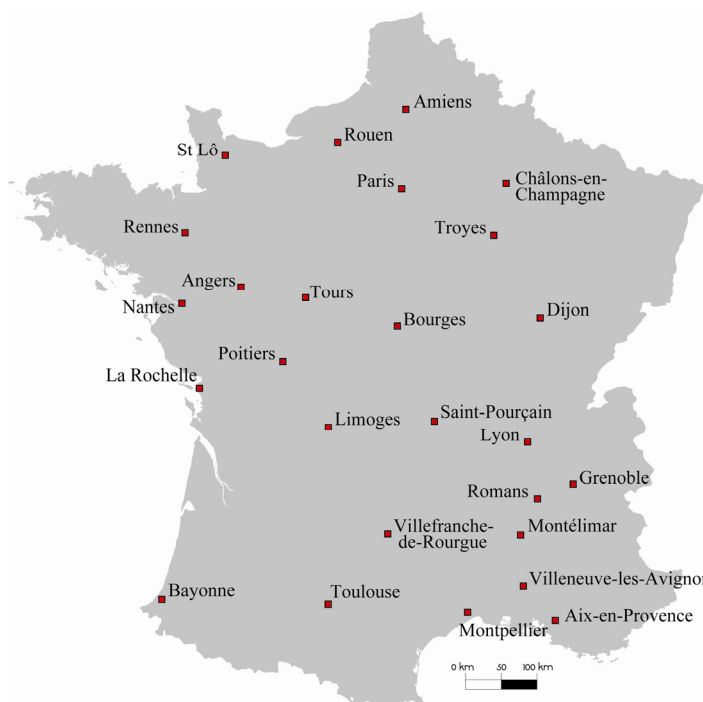 Amiens
Rouen
St Lô
Paris
Châlons-en-
Champagne
Rennes
Troyes
Angers
Tours
Nantes
Bourges
Dijon
Poitiers
La Rochelle
Limoges
Saint-Pourçain
Lyon
Grenoble
Romans
Villefranche-
de-Rourgue
Montélimar
Villeneuve-les-Avignon
Bayonne
Toulouse
Aix-en-Provence
Montpellier
0 km 50 100 km